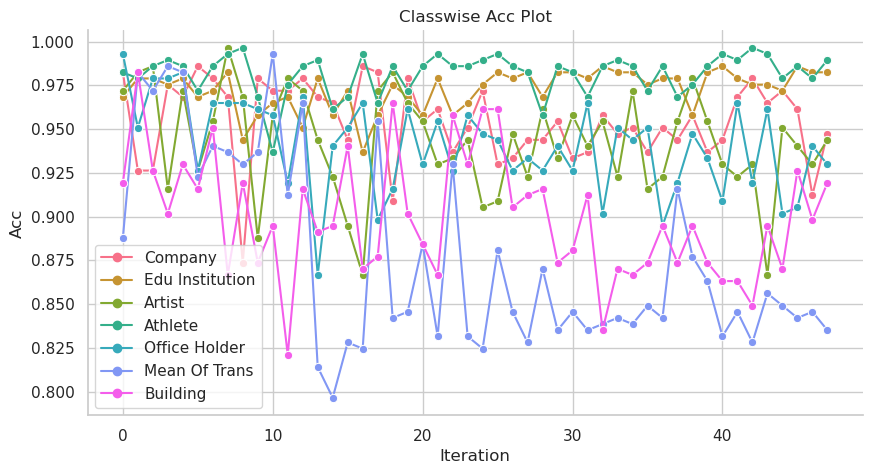 Classwise Acc Plot
1.000
0.975
0.950
0.925
0.900
0.875
0.850
0.825
0.800
Acc
Company
Edu Institution
Artist
Athlete
Office Holder
Mean Of Trans
Building
0 10 20 30 40
Iteration